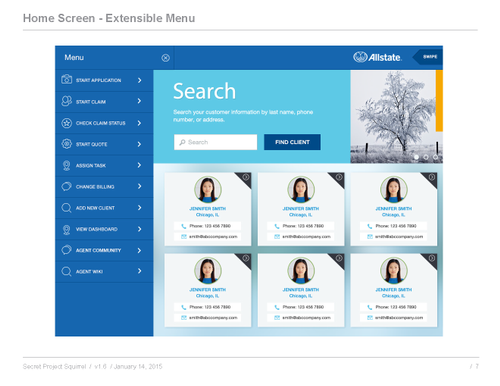 Home Screen - Extensible Menu
Menu
Allstate
SWIPE
START APPLICATION
START CLAIM
CHECK CLAIM STATUS
START QUOTE
ASSIGN TASK
CHANGE BILLING
ADD NEW CLIENT
VIEW DASHBOARD
AGENT COMMUNITY
AGENT WIKI
Search
Search your customer information by last name, phone
number, or address.
Search
FIND CLIENT
JENNIFER SMITH
Chicago, IL
Phone: 123 456 7890
smith@abccompany.com
JENNIFER SMITH
Chicago, IL
Phone: 123 456 7890
smith@abccompany.com
JENNIFER SMITH
Chicago, IL
Phone: 123 456 7890
smith@abccompany.com
JENNIFER SMITH
Chicago, IL
Phone: 123 456 7890
smith@abccompany.com
JENNIFER SMITH
Chicago, IL
Phone: 123 456 7890
smith@abccompany.com
JENNIFER SMITH
Chicago, IL
Phone: 123 456 7890
smith@abccompany.com
Secret Project Squirrel / v1.6 / January 14, 2015
/ 7